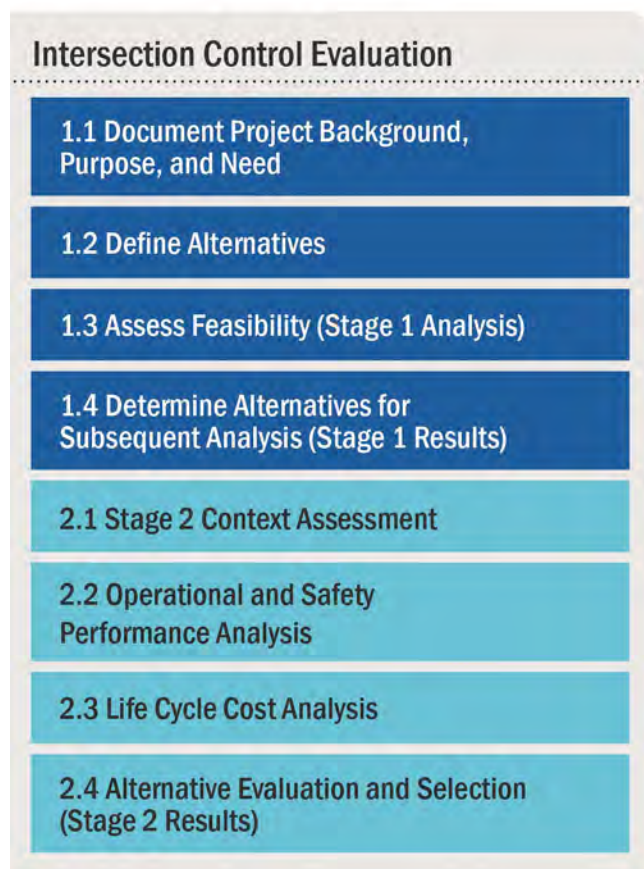 Intersection Control Evaluation
1.1 Document Project Background,
Purpose, and Need
1.2 Define Alternatives
1.3 Assess Feasibility (Stage 1 Analysis)
1.4 Determine Alternatives for
Subsequent Analysis (Stage 1 Results)
2.1 Stage 2 Context Assessment
2.2 Operational and Safety
Performance Analysis
2.3 Life Cycle Cost Analysis
2.4 Alternative Evaluation and Selection
(Stage 2 Results)